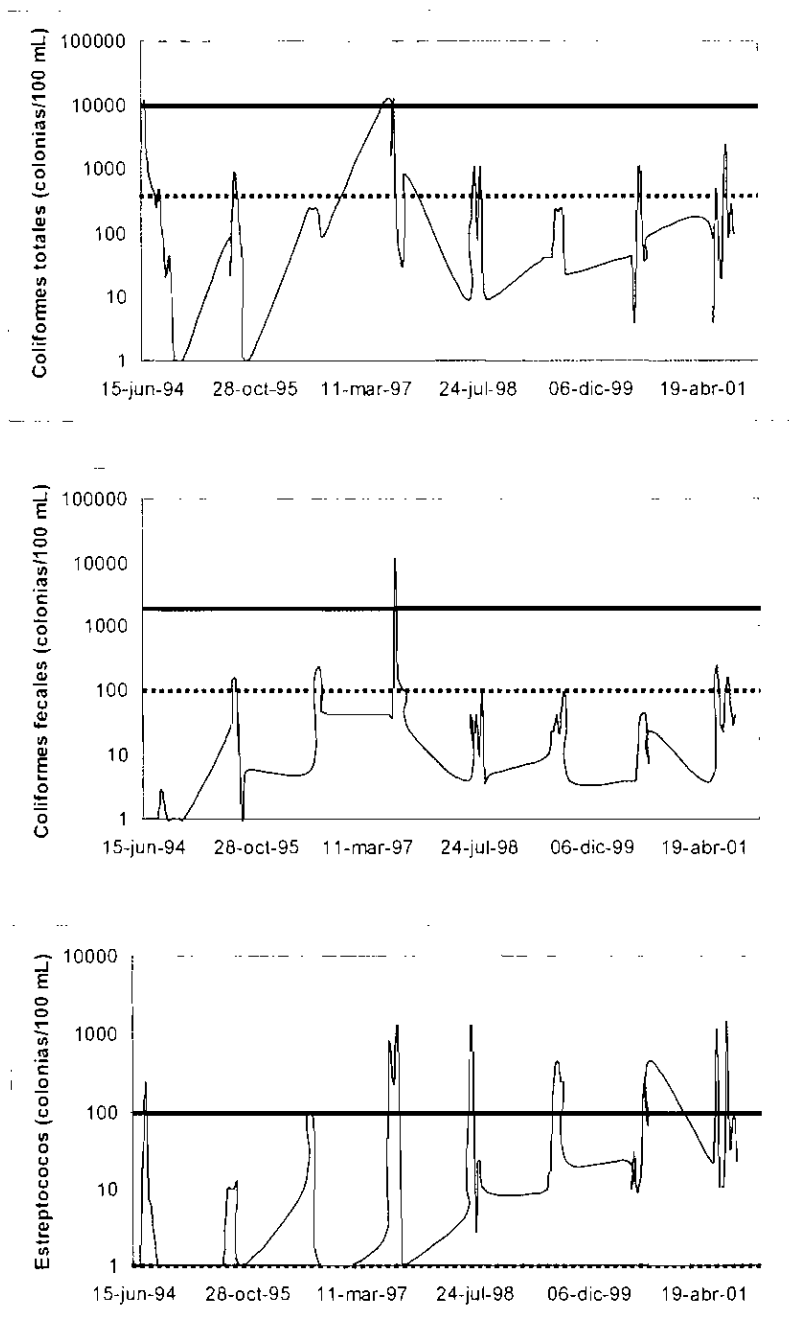 Coliformes totales (colonias/100 mL)
100000
10000
1000
100
10
1
15-jun-94 28-oct-95 11-mar-97 24-jul-98 06-dic-99 19-abr-01
Coliformes fecales (colonias/100 mL)
100000
10000
1000
100
10
1
15-jun-94 28-oct-95 11-mar-97 24-jul-98 06-dic-99 19-abr-01
Estreptococos (colonias/100 mL)
10000
1000
100
10
1
15-jun-94 28-oct-95 11-mar-97 24-jul-98 06-dic-99 19-abr-01